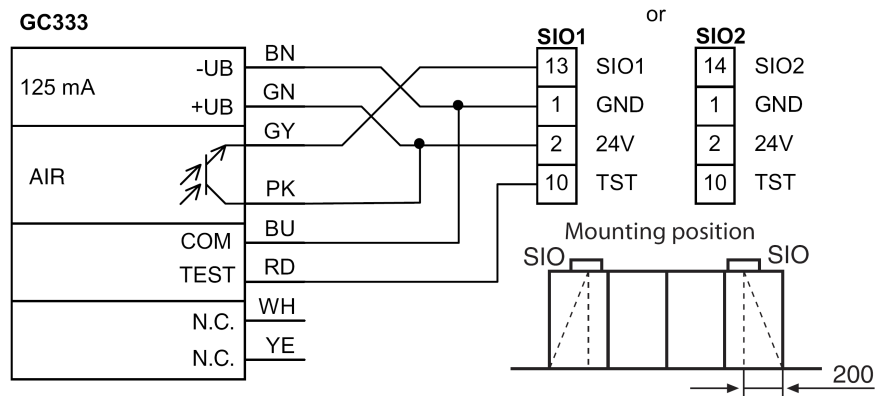 GC333
125 mA
-UB BN
+UB GN
AIR
GY
PK
COM BU
TEST RD
N.C. WH
N.C. YE
or
SIO1 SIO2
13 SIO1 14 SIO2
1 GND 1 GND
2 24V 2 24V
10 TST 10 TST
Mounting position
SIO SIO
200